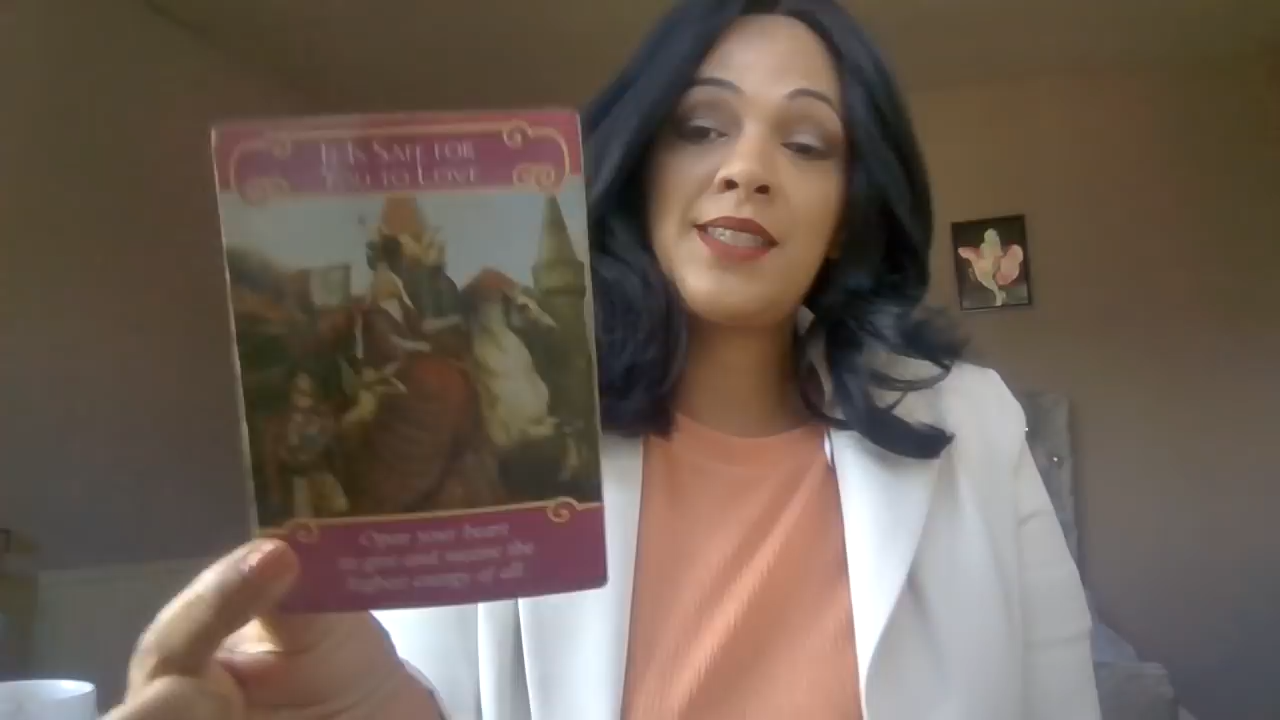 It Is Safe for
You to Love
Open your heart
to give and receive the
highest energy of all